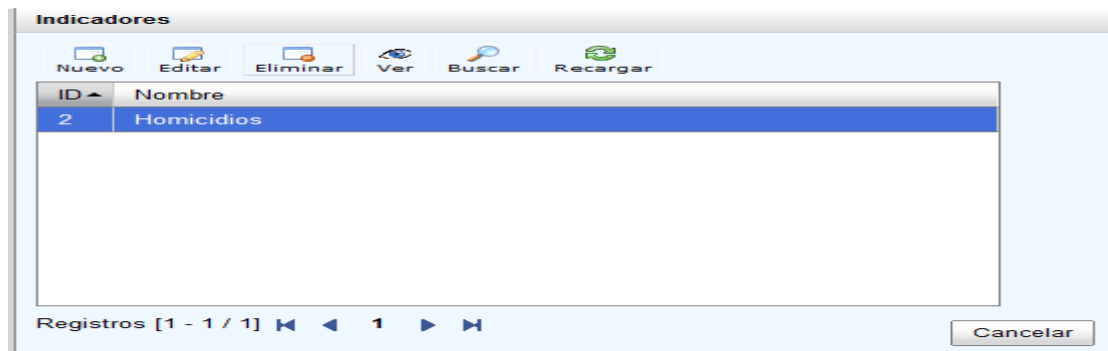 Indicadores
Nuevo Editar Eliminar Ver Buscar Recargar
ID Nombre
2 Homicidios
Registros [1 - 1 / 1] 1
Cancelar